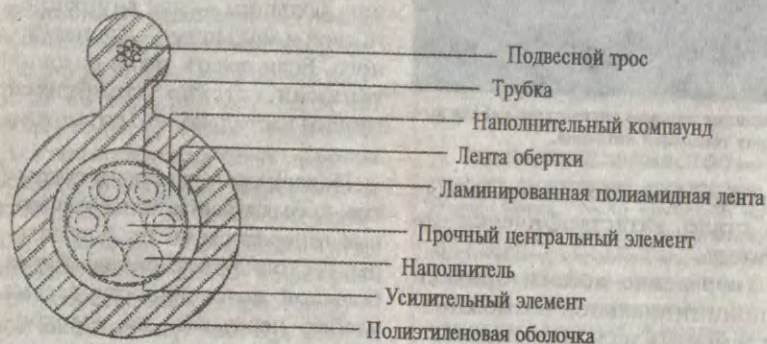 Подвесной трос
Трубка
Наполнительный компаунд
Лента обертки
Ламинированная полиамидная лента
Прочный центральный элемент
Наполнитель
Усилительный элемент
Полиэтиленовая оболочка